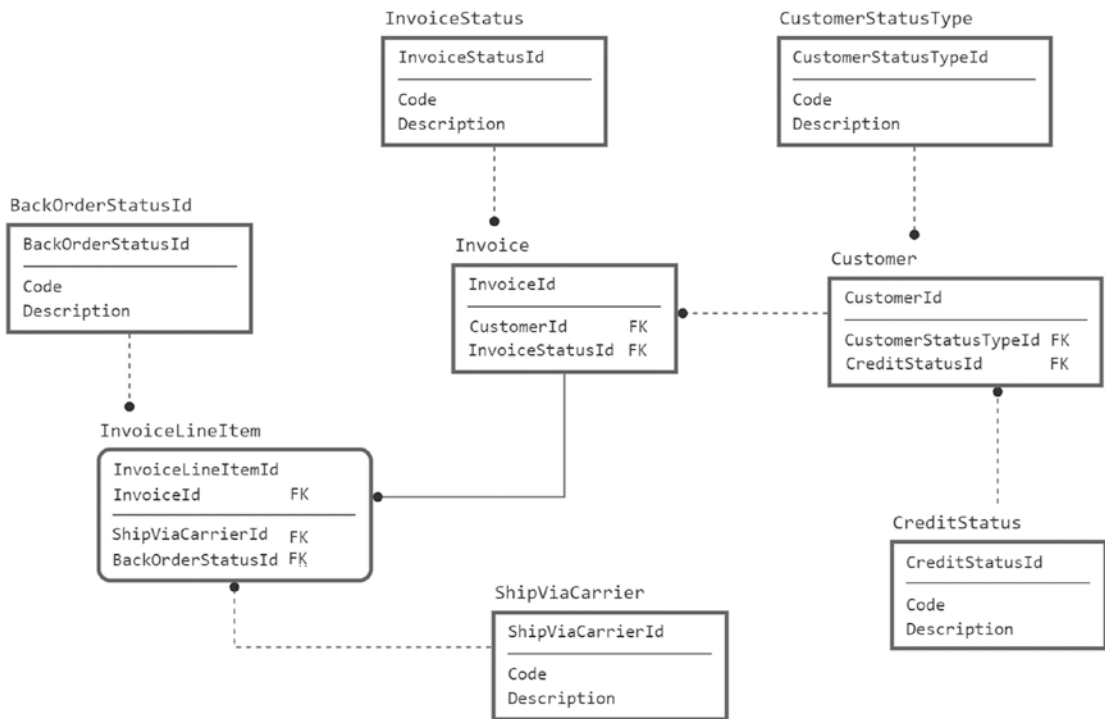 InvoiceStatus
InvoiceStatusId
Code
Description
CustomerStatusType
CustomerStatusTypeId
Code
Description
BackOrderStatusId
BackOrderStatusId
Code
Description
Invoice
InvoiceId
CustomerId FK
InvoiceStatusId FK
Customer
CustomerId
CustomerStatusTypeId FK
CreditStatusId FK
InvoiceLineItem
InvoiceLineItemId
InvoiceId FK
ShipViaCarrierId FK
BackOrderStatusId FK
CreditStatus
CreditStatusId
Code
Description
ShipViaCarrier
ShipViaCarrierId
Code
Description